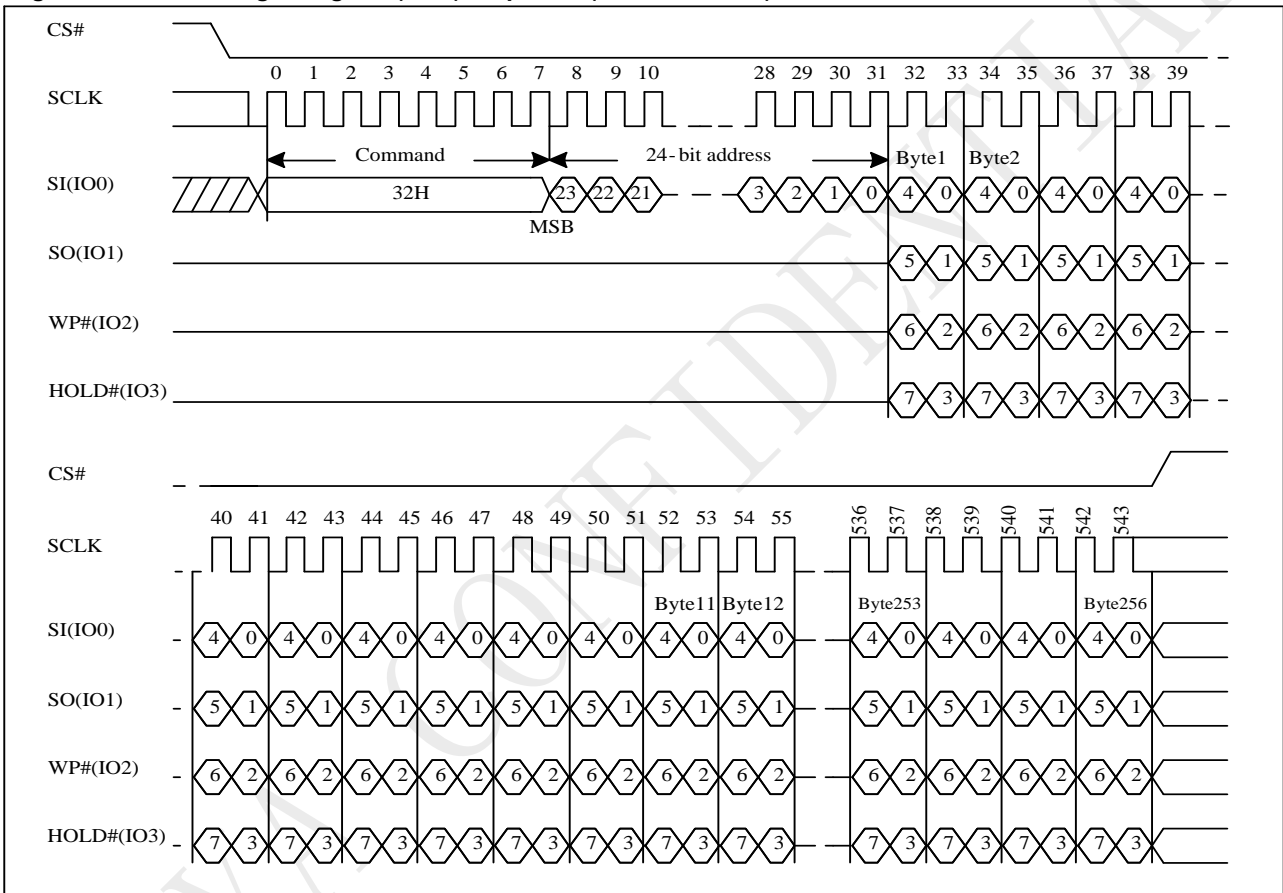 CS#
0 1 2 3 4 5 6 7 8 9 10 28 29 30 31 32 33 34 35 36 37 38 39
SCLK
Command 24-bit address Byte1 Byte2
SI(IO0) 32H 23 22 21 3 2 1 0 4 0 4 0 4 0 4 0
MSB
SO(IO1) 5 1 5 1 5 1 5 1
WP#(IO2) 6 2 6 2 6 2 6 2
HOLD#(IO3) 7 3 7 3 7 3 7 3
CS#
40 41 42 43 44 45 46 47 48 49 50 51 52 53 54 55 536 537 538 539 540 541 542 543
SCLK
Byte11 Byte12 Byte253 Byte256
SI(IO0) 4 0 4 0 4 0 4 0 4 0 4 0 4 0 4 0 4 0 4 0 4 0 4 0
SO(IO1) 5 1 5 1 5 1 5 1 5 1 5 1 5 1 5 1 5 1 5 1 5 1 5 1
WP#(IO2) 6 2 6 2 6 2 6 2 6 2 6 2 6 2 6 2 6 2 6 2 6 2 6 2
HOLD#(IO3) 7 3 7 3 7 3 7 3 7 3 7 3 7 3 7 3 7 3 7 3 7 3 7 3